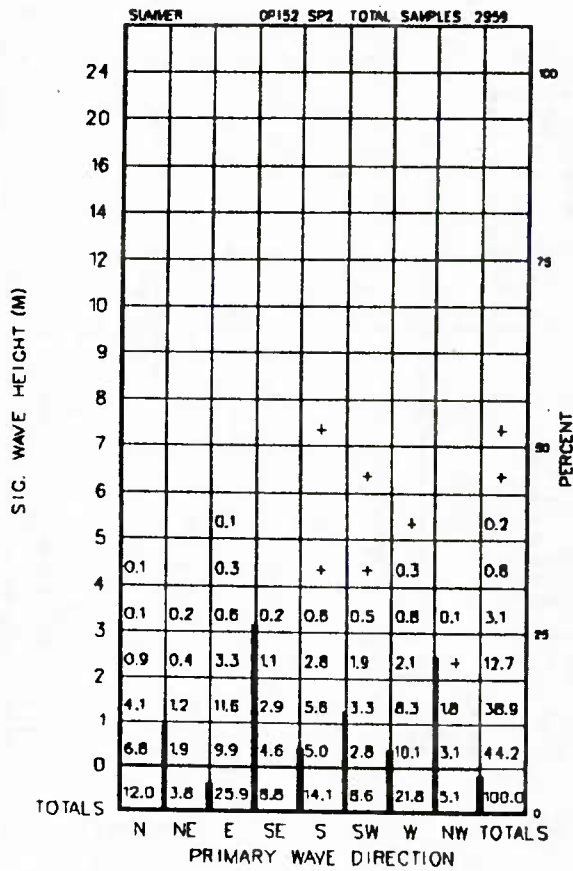 SUMMER OP152 SP2 TOTAL SAMPLES 2959
24 100
20
16
14
12 75
10
9
8
7 + + 50
6 + +
5 0.1 + 0.2
4 0.1 0.3 + + 0.3 0.8
3 0.1 0.2 0.6 0.2 0.6 0.5 0.8 0.1 3.1 25
2 0.9 0.4 3.3 1.1 2.8 1.9 2.1 + 12.7
1 4.1 1.2 11.6 2.9 5.8 3.3 8.3 1.8 38.9
0 6.8 1.9 9.9 4.6 5.0 2.8 10.1 3.1 44.2
TOTALS 12.0 3.8 25.9 8.8 14.1 8.6 21.8 5.1 100.0 0
N NE E SE S SW W NW TOTALS
PRIMARY WAVE DIRECTION
SIG. WAVE HEIGHT (M)
PERCENT